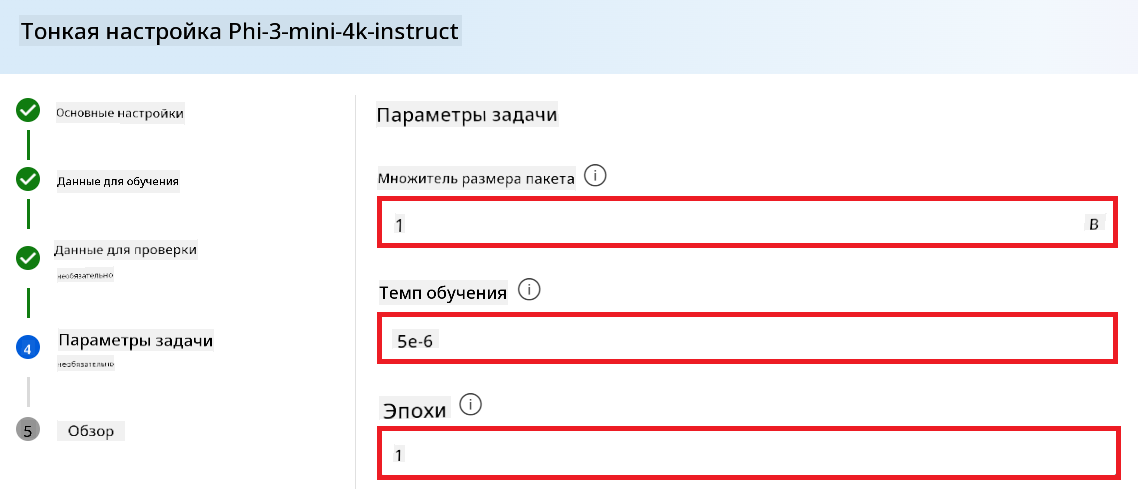 Тонкая настройка Phi-3-mini-4k-instruct
Основные настройки
Данные для обучения
Данные для проверки
необязательно
4
Параметры задачи
необязательно
5
Обзор
Параметры задачи
Множитель размера пакета
1
В
Темп обучения
5e-6
Эпохи
1